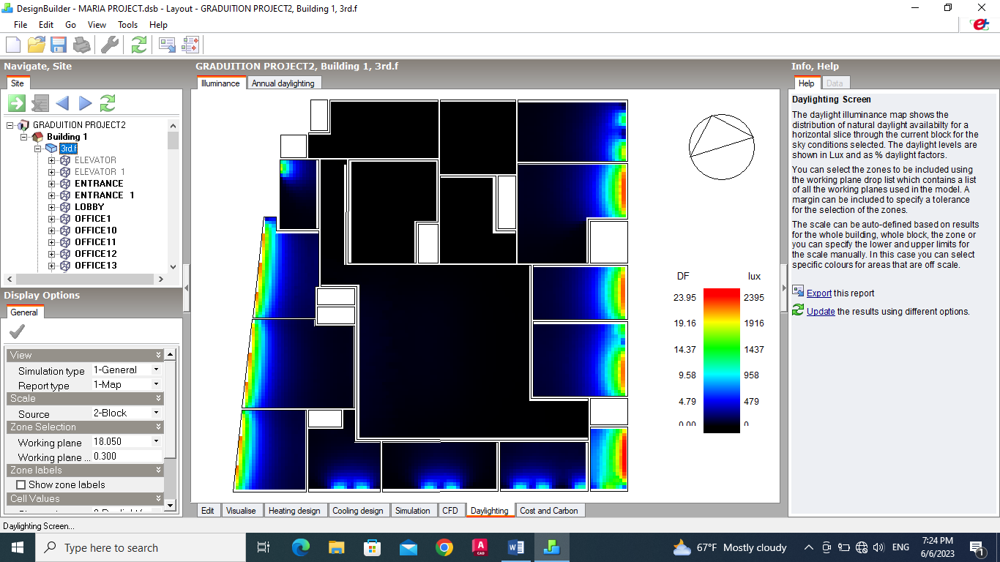 DesignBuilder - MARIA PROJECT.dsb - Layout - GRADUITION PROJECT2, Building 1, 3rd.f
File Edit Go View Tools Help
Navigate, Site
Site
GRADUITION PROJECT2
Building 1
3rd.f
ELEVATOR
ELEVATOR 1
ENTRANCE
ENTRANCE 1
LOBBY
OFFICE1
OFFICE10
OFFICE11
OFFICE12
OFFICE13
Display Options
General
View
Simulation type 1-General
Report type 1-Map
Scale
Source 2-Block
Zone Selection
Working plane 18.050
Working plane ... 0.300
Zone labels
Show zone labels
Cell Values
GRADUITION PROJECT2, Building 1, 3rd.f
Illuminance Annual daylighting
DF lux
23.95 2395
19.16 1916
14.37 1437
9.58 958
4.79 479
0.00 0
Edit Visualise Heating design Cooling design Simulation CFD Daylighting Cost and Carbon
Info, Help
Help Data
Daylighting Screen
The daylight illuminance map shows the
distribution of natural daylight availabilty for a
horizontal slice through the current block for the
sky conditions selected. The daylight levels are
shown in Lux and as % daylight factors.
You can select the zones to be included using
the working plane drop list which contains a list
of all the working planes used in the model. A
margin can be included to specify a tolerance
for the selection of the zones.
The scale can be auto-defined based on results
for the whole building, whole block, the zone or
you can specify the lower and upper limits for
the scale manually. In this case you can select
specific colours for areas that are off scale.
Export this report
Update the results using different options.
Daylighting Screen...
Type here to search
67°F Mostly cloudy
ENG
7:24 PM
6/6/2023
1